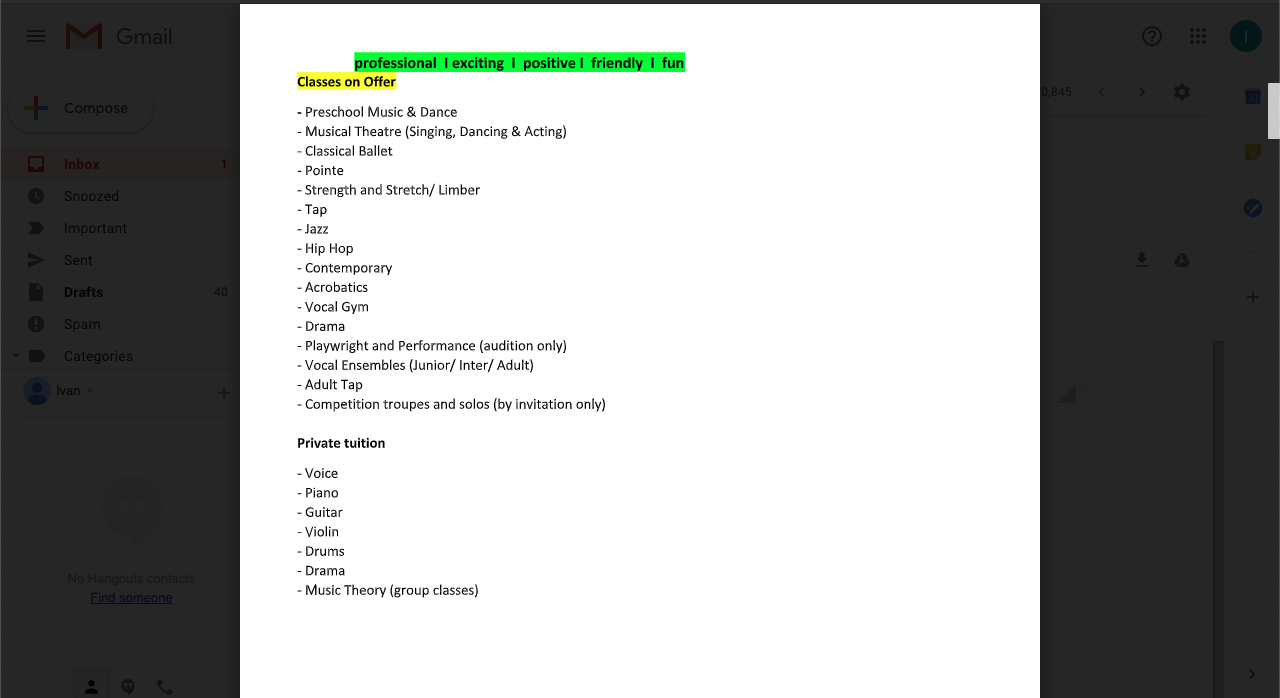 Gmail
Compose
Inbox 1
Snoozed
Important
Sent
Drafts 40
Spam
Categories
Ivan
No Hangouts contacts
Find someone
professional I exciting I positive I friendly I fun
Classes on Offer
- Preschool Music & Dance
- Musical Theatre (Singing, Dancing & Acting)
- Classical Ballet
- Pointe
- Strength and Stretch/ Limber
- Tap
- Jazz
- Hip Hop
- Contemporary
- Acrobatics
- Vocal Gym
- Drama
- Playwright and Performance (audition only)
- Vocal Ensembles (Junior/ Inter/ Adult)
- Adult Tap
- Competition troupes and solos (by invitation only)
Private tuition
- Voice
- Piano
- Guitar
- Violin
- Drums
- Drama
- Music Theory (group classes)
0,845
I